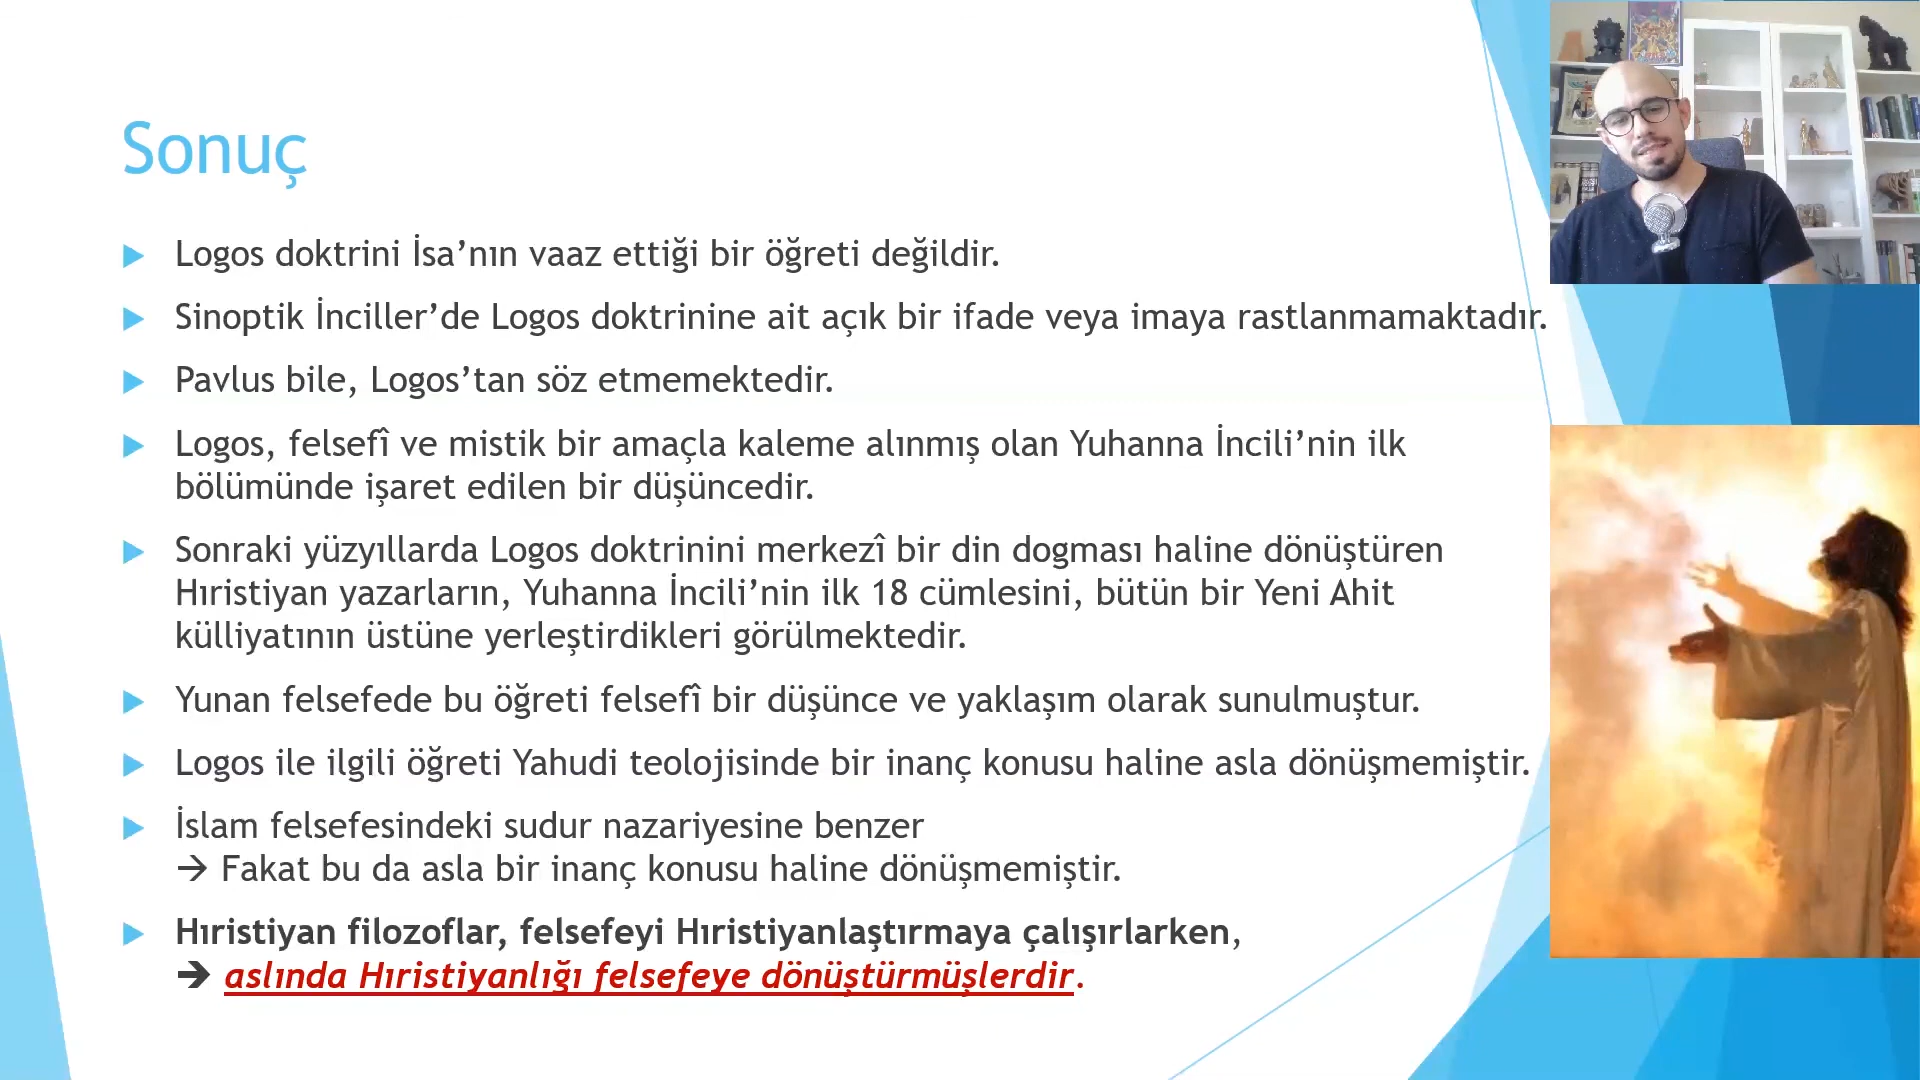 Sonuç
Logos doktrini İsa’nın vaaz ettiği bir öğreti değildir.
Sinoptik İnciller’de Logos doktrinine ait açık bir ifade veya imaya rastlanmamaktadır.
Pavlus bile, Logos’tan söz etmemektedir.
Logos, felsefî ve mistik bir amaçla kaleme alınmış olan Yuhanna İncili’nin ilk
bölümünde işaret edilen bir düşüncedir.
Sonraki yüzyıllarda Logos doktrinini merkezî bir din dogması haline dönüştüren
Hıristiyan yazarların, Yuhanna İncili’nin ilk 18 cümlesini, bütün bir Yeni Ahit
külliyatının üstüne yerleştirdikleri görülmektedir.
Yunan felsefede bu öğreti felsefî bir düşünce ve yaklaşım olarak sunulmuştur.
Logos ile ilgili öğreti Yahudi teolojisinde bir inanç konusu haline asla dönüşmemiştir.
İslam felsefesindeki sudur nazariyesine benzer
→ Fakat bu da asla bir inanç konusu haline dönüşmemiştir.
Hıristiyan filozoflar, felsefeyi Hıristiyanlaştırmaya çalışırlarken,
→ aslında Hıristiyanlığı felsefeye dönüştürmüşlerdir.